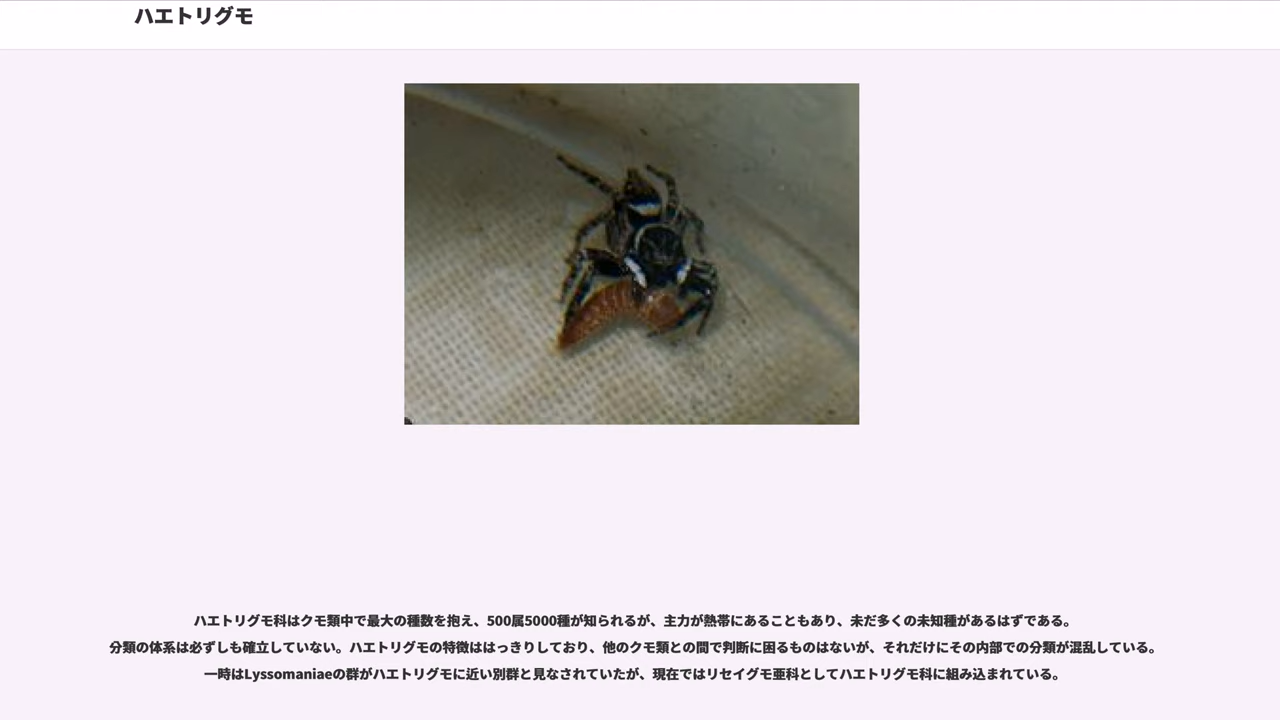 ハエトリグモ
ハエトリグモ科はクモ類中で最大の種数を抱え、500属5000種が知られるが、主力が熱帯にあることもあり、未だ多くの未知種があるはずである。
分類の体系は必ずしも確立していない。ハエトリグモの特徴ははっきりしており、他のクモ類との間で判断に困るものはないが、それだけにその内部での分類が混乱している。
一時はLyssomaniaeの群がハエトリグモに近い別群と見なされていたが、現在ではリセイグモ亜科としてハエトリグモ科に組み込まれている。